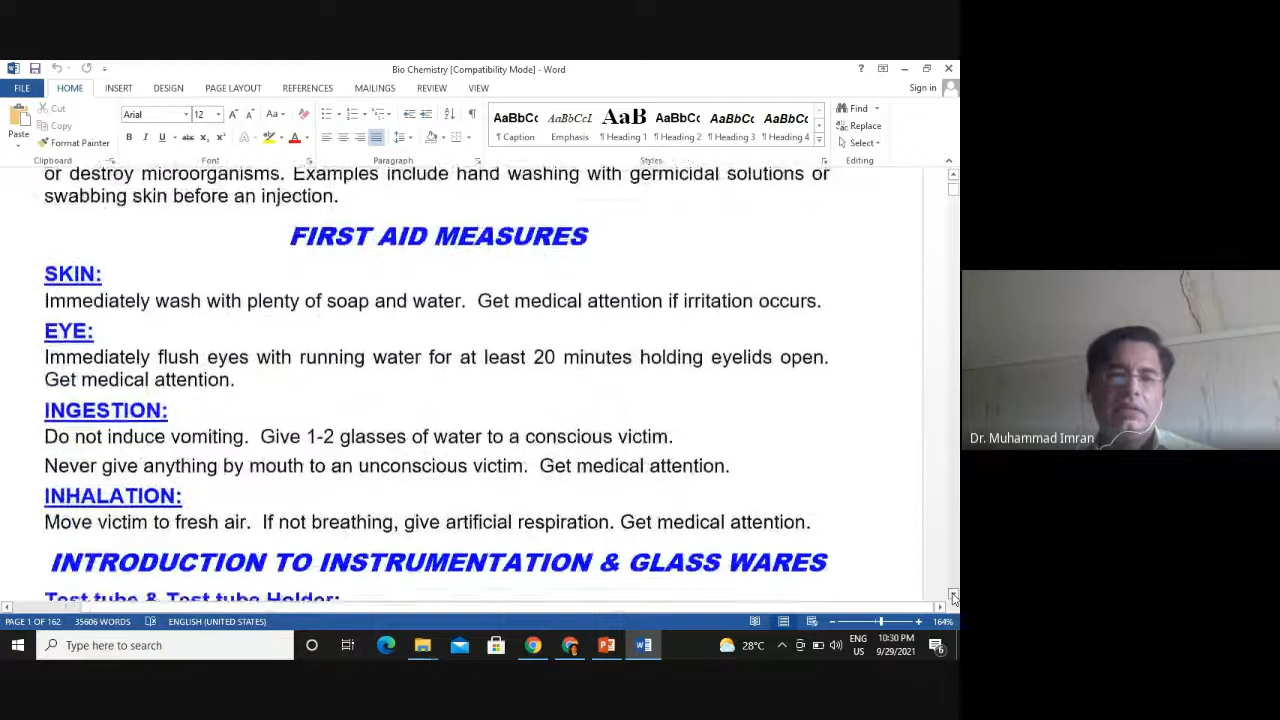 Bio Chemistry [Compatibility Mode] - Word
?
FILE
HOME
INSERT
DESIGN
PAGE LAYOUT
REFERENCES
MAILINGS
REVIEW
VIEW
Sign in
Paste
Cut
Copy
Format Painter
Clipboard
Arial
12
Aa
B I U abc x₂ x²
A
Font
Paragraph
AaBbCc AaBbCcI AaB AaBbCc AaBbCc AaBbCc
¶ Caption Emphasis ¶ Heading 1 ¶ Heading 2 ¶ Heading 3 ¶ Heading 4
Styles
Find
Replace
Select
Editing
or destroy microorganisms. Examples include hand washing with germicidal solutions or
swabbing skin before an injection.
FIRST AID MEASURES
SKIN:
Immediately wash with plenty of soap and water. Get medical attention if irritation occurs.
EYE:
Immediately flush eyes with running water for at least 20 minutes holding eyelids open.
Get medical attention.
INGESTION:
Do not induce vomiting. Give 1-2 glasses of water to a conscious victim.
Never give anything by mouth to an unconscious victim. Get medical attention.
INHALATION:
Move victim to fresh air. If not breathing, give artificial respiration. Get medical attention.
INTRODUCTION TO INSTRUMENTATION & GLASS WARES
Test tube & Test tube Holder:
Dr. Muhammad Imran
PAGE 1 OF 162
35606 WORDS
ENGLISH (UNITED STATES)
164%
Type here to search
28°C
ENG
US
10:30 PM
9/29/2021
6